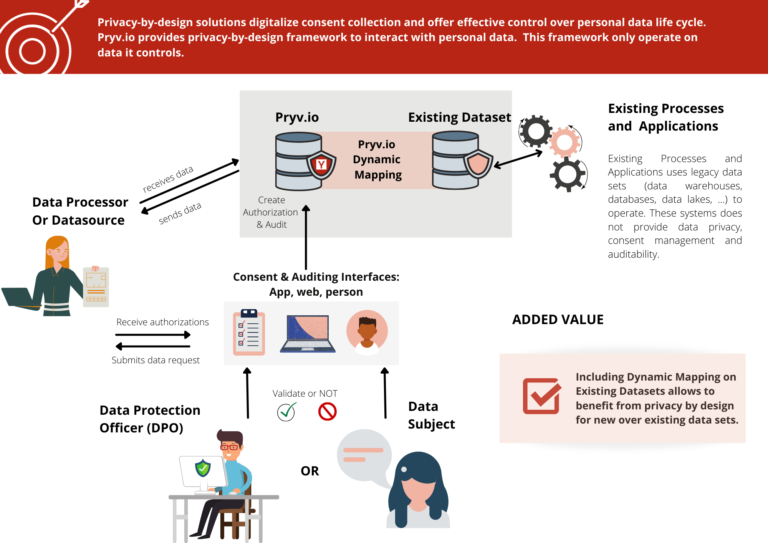 Privacy-by-design solutions digitalize consent collection and offer effective control over personal data life cycle.
Pryv.io provides privacy-by-design framework to interact with personal data.  This framework only operate on
data it controls.
Pryv.io
Existing Dataset
Pryv.io
Dynamic
Mapping
Create
Authorization
& Audit
Existing Processes
and  Applications
Existing Processes and
Applications uses legacy data
sets (data warehouses,
databases, data lakes, ...) to
operate. These systems does
not provide data privacy,
consent management and
auditability.
receives data
sends data
Data Processor
Or Datasource
Consent & Auditing Interfaces:
App, web, person
Receive authorizations
Submits data request
ADDED VALUE
Including Dynamic Mapping on
Existing Datasets allows to
benefit from privacy by design
for new over existing data sets.
Validate or NOT
Data Protection
Officer (DPO)
Data
Subject
OR
Y